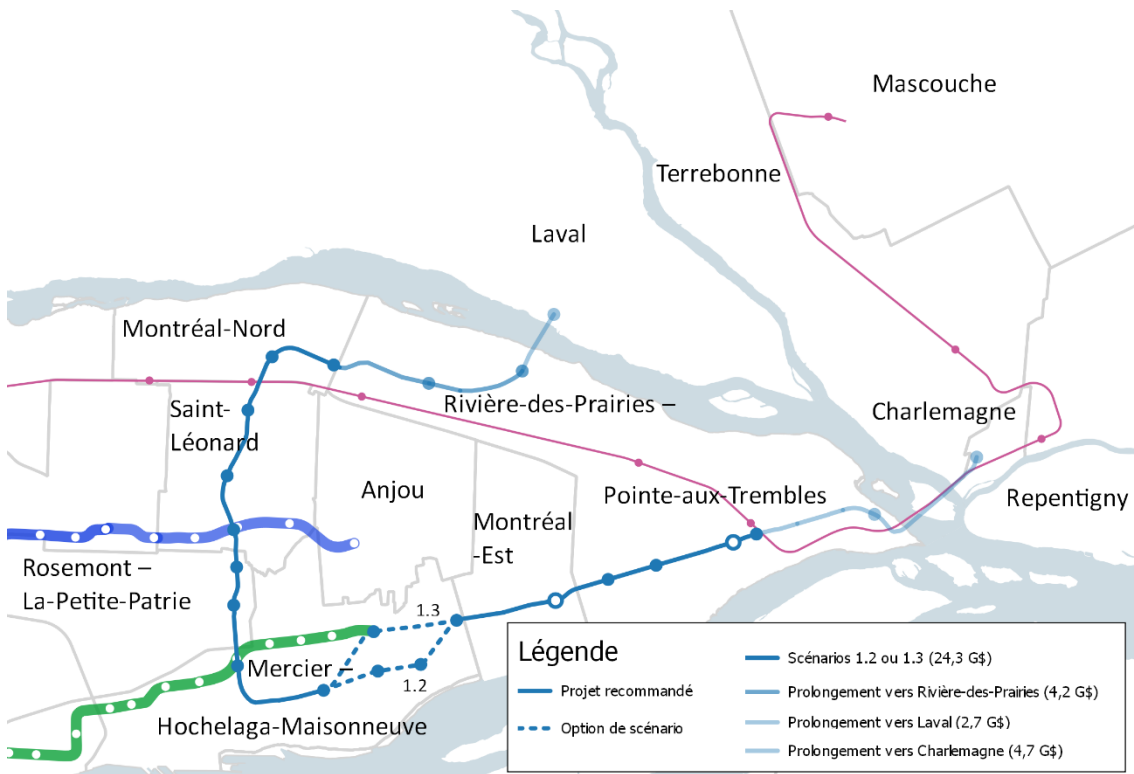 Mascouche
Terrebonne
Laval
Montréal-Nord
Saint-
Léonard
Rivière-des-Prairies –
Charlemagne
Anjou
Pointe-aux-Trembles
Repentigny
Montréal
-Est
Rosemont –
La-Petite-Patrie
1.3
Mercier –
1.2
Hochelaga-Maisonneuve
Légende
Projet recommandé
Option de scénario
Scénarios 1.2 ou 1.3 (24,3 G$)
Prolongement vers Rivière-des-Prairies (4,2 G$)
Prolongement vers Laval (2,7 G$)
Prolongement vers Charlemagne (4,7 G$)